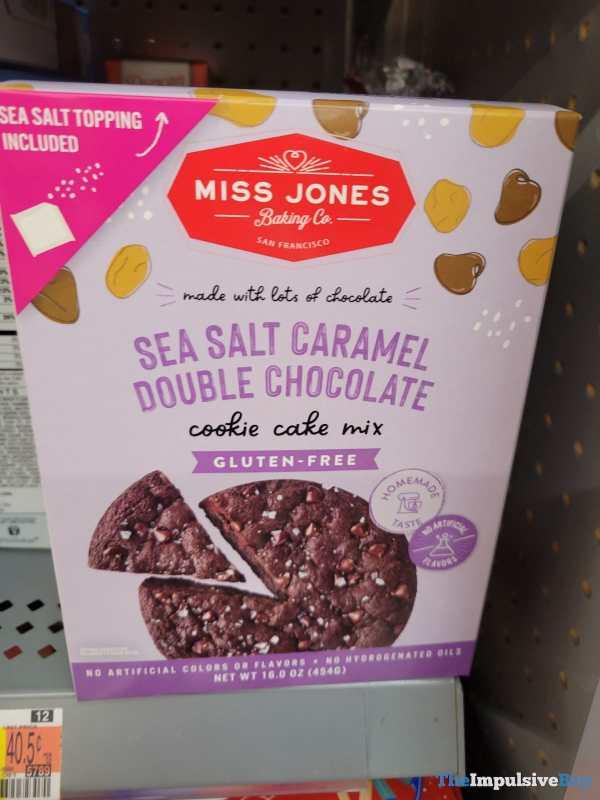 SEA SALT TOPPING
INCLUDED
MISS JONES
Baking Co.
SAN FRANCISCO
made with lots of chocolate
SEA SALT CARAMEL
DOUBLE CHOCOLATE
cookie cake mix
GLUTEN-FREE
HOMEMADE
TASTE
NO ARTIFICIAL
FLAVORS
NO ARTIFICIAL COLORS OR FLAVORS • NO HYDROGENATED OILS
NET WT 16.0 OZ (454G)
12
40.5¢
5789
TheImpulsiveBuy